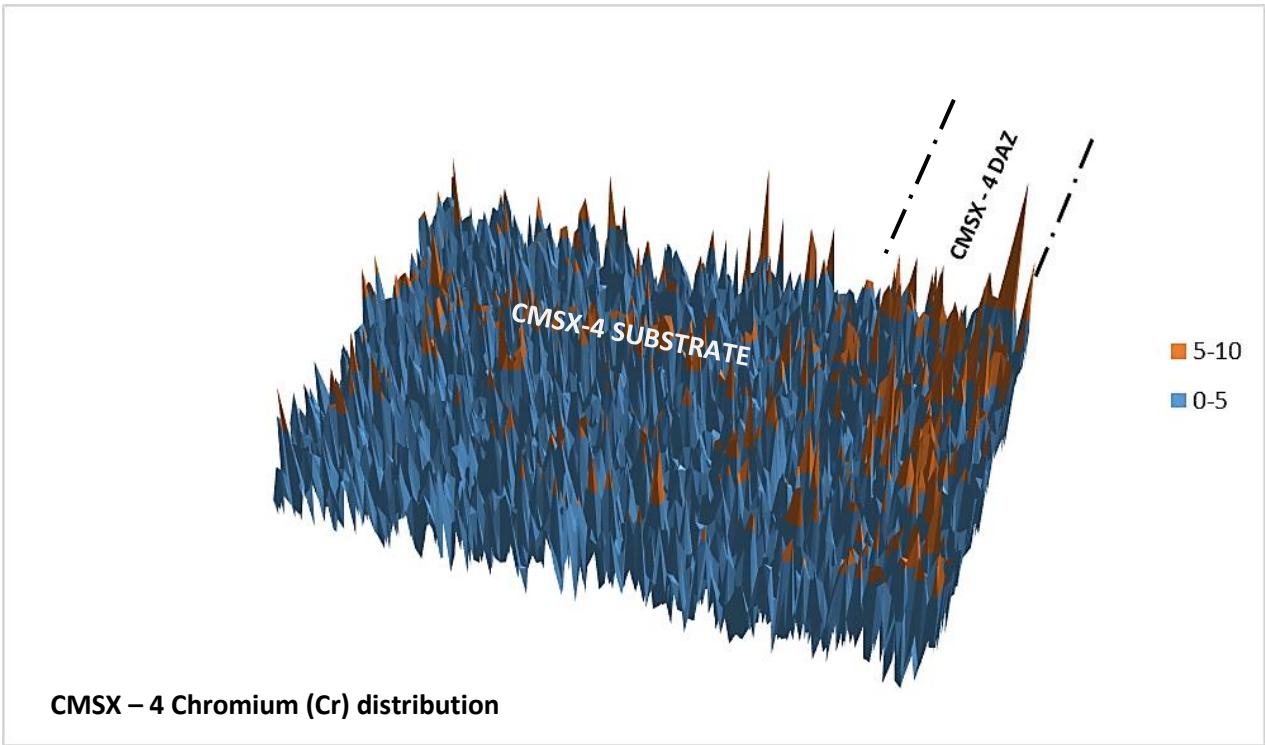 CMSX - 4 DAZ
CMSX-4 SUBSTRATE
5-10
0-5
CMSX – 4 Chromium (Cr) distribution